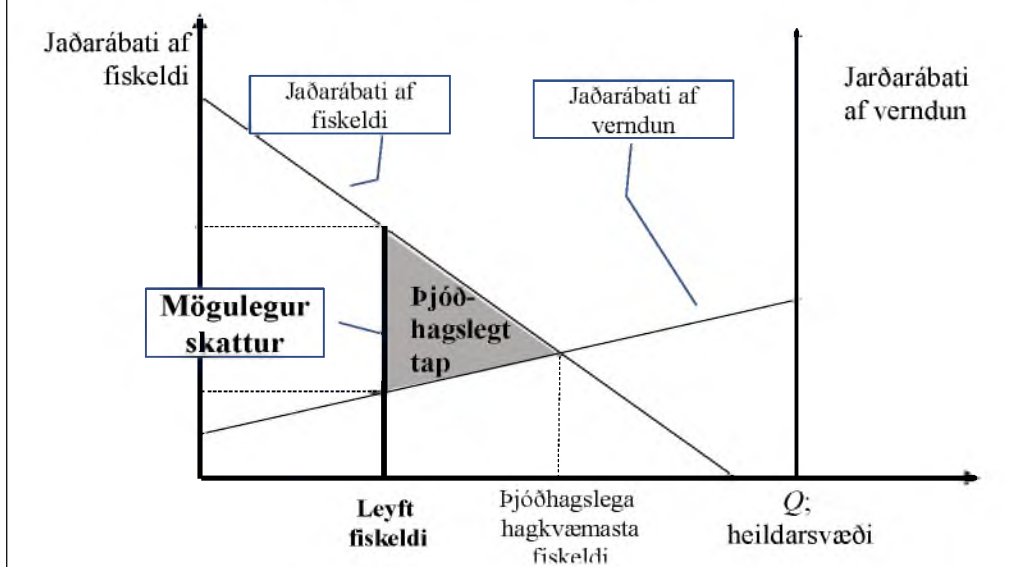 Jaðarábati af
fiskeldi
Jaðarábati af
fiskeldi
Jaðarábati af
verndun
Jarðarábati
af verndun
Mögulegur
skattur
Þjóð-
hagslegt
tap
Leyft
fiskeldi
Þjóðhagslega
hagkvæmasta
fiskeldi
Q;
heildarsvæði